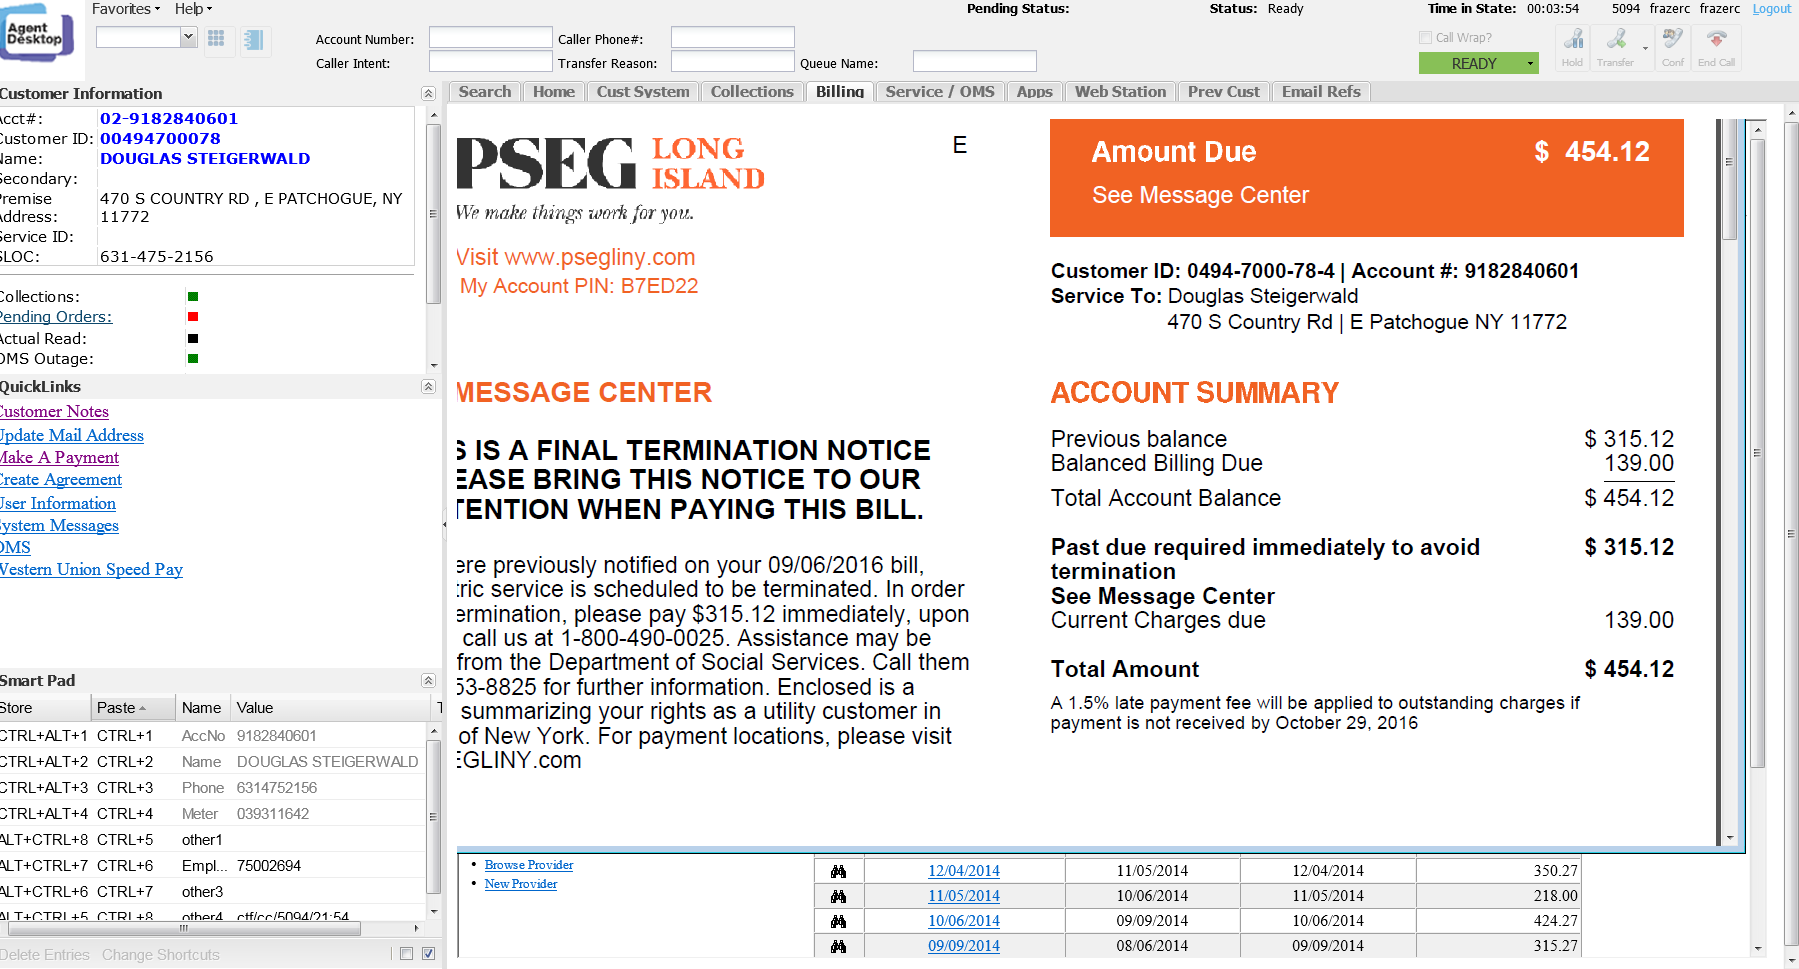 Agent
Desktop
Favorites Help
Account Number: Caller Phone#:
Caller Intent: Transfer Reason: Queue Name:
Pending Status: Status: Ready Time in State: 00:03:54 5094 frazerc frazerc Logout
Call Wrap?
READY
Hold Transfer Conf End Call
Customer Information
Acct#: 02-9182840601
Customer ID: 00494700078
Name: DOUGLAS STEIGERWALD
Secondary:
Premise Address: 470 S COUNTRY RD , E PATCHOGUE, NY
11772
Service ID:
SLOC: 631-475-2156
Collections:
Pending Orders:
Actual Read:
OMS Outage:
QuickLinks
Customer Notes
Update Mail Address
Make A Payment
Create Agreement
User Information
System Messages
OMS
Western Union Speed Pay
Smart Pad
Store Paste Name Value T
CTRL+ALT+1 CTRL+1 AccNo 9182840601
CTRL+ALT+2 CTRL+2 Name DOUGLAS STEIGERWALD
CTRL+ALT+3 CTRL+3 Phone 6314752156
CTRL+ALT+4 CTRL+4 Meter 039311642
ALT+CTRL+8 CTRL+5 other1
ALT+CTRL+7 CTRL+6 Empl... 75002694
ALT+CTRL+6 CTRL+7 other3
ALT+CTRL+5 CTRL+8 other4 ctf/cc/5094/21:54
Delete Entries Change Shortcuts
Search Home Cust System Collections Billing Service / OMS Apps Web Station Prev Cust Email Refs
PSEG LONG
ISLAND
We make things work for you.
Visit www.psegliny.com
My Account PIN: B7ED22
E
MESSAGE CENTER
S IS A FINAL TERMINATION NOTICE
EASE BRING THIS NOTICE TO OUR
TENTION WHEN PAYING THIS BILL.
ere previously notified on your 09/06/2016 bill,
tric service is scheduled to be terminated. In order
ermination, please pay $315.12 immediately, upon
call us at 1-800-490-0025. Assistance may be
from the Department of Social Services. Call them
53-8825 for further information. Enclosed is a
summarizing your rights as a utility customer in
of New York. For payment locations, please visit
EGLINY.com
Amount Due $ 454.12
See Message Center
Customer ID: 0494-7000-78-4 | Account #: 9182840601
Service To: Douglas Steigerwald
470 S Country Rd | E Patchogue NY 11772
ACCOUNT SUMMARY
Previous balance $ 315.12
Balanced Billing Due 139.00
Total Account Balance $ 454.12
Past due required immediately to avoid $ 315.12
termination
See Message Center
Current Charges due 139.00
Total Amount $ 454.12
A 1.5% late payment fee will be applied to outstanding charges if
payment is not received by October 29, 2016
Browse Provider
New Provider
12/04/2014 11/05/2014 12/04/2014 350.27
11/05/2014 10/06/2014 11/05/2014 218.00
10/06/2014 09/09/2014 10/06/2014 424.27
09/09/2014 08/06/2014 09/09/2014 315.27